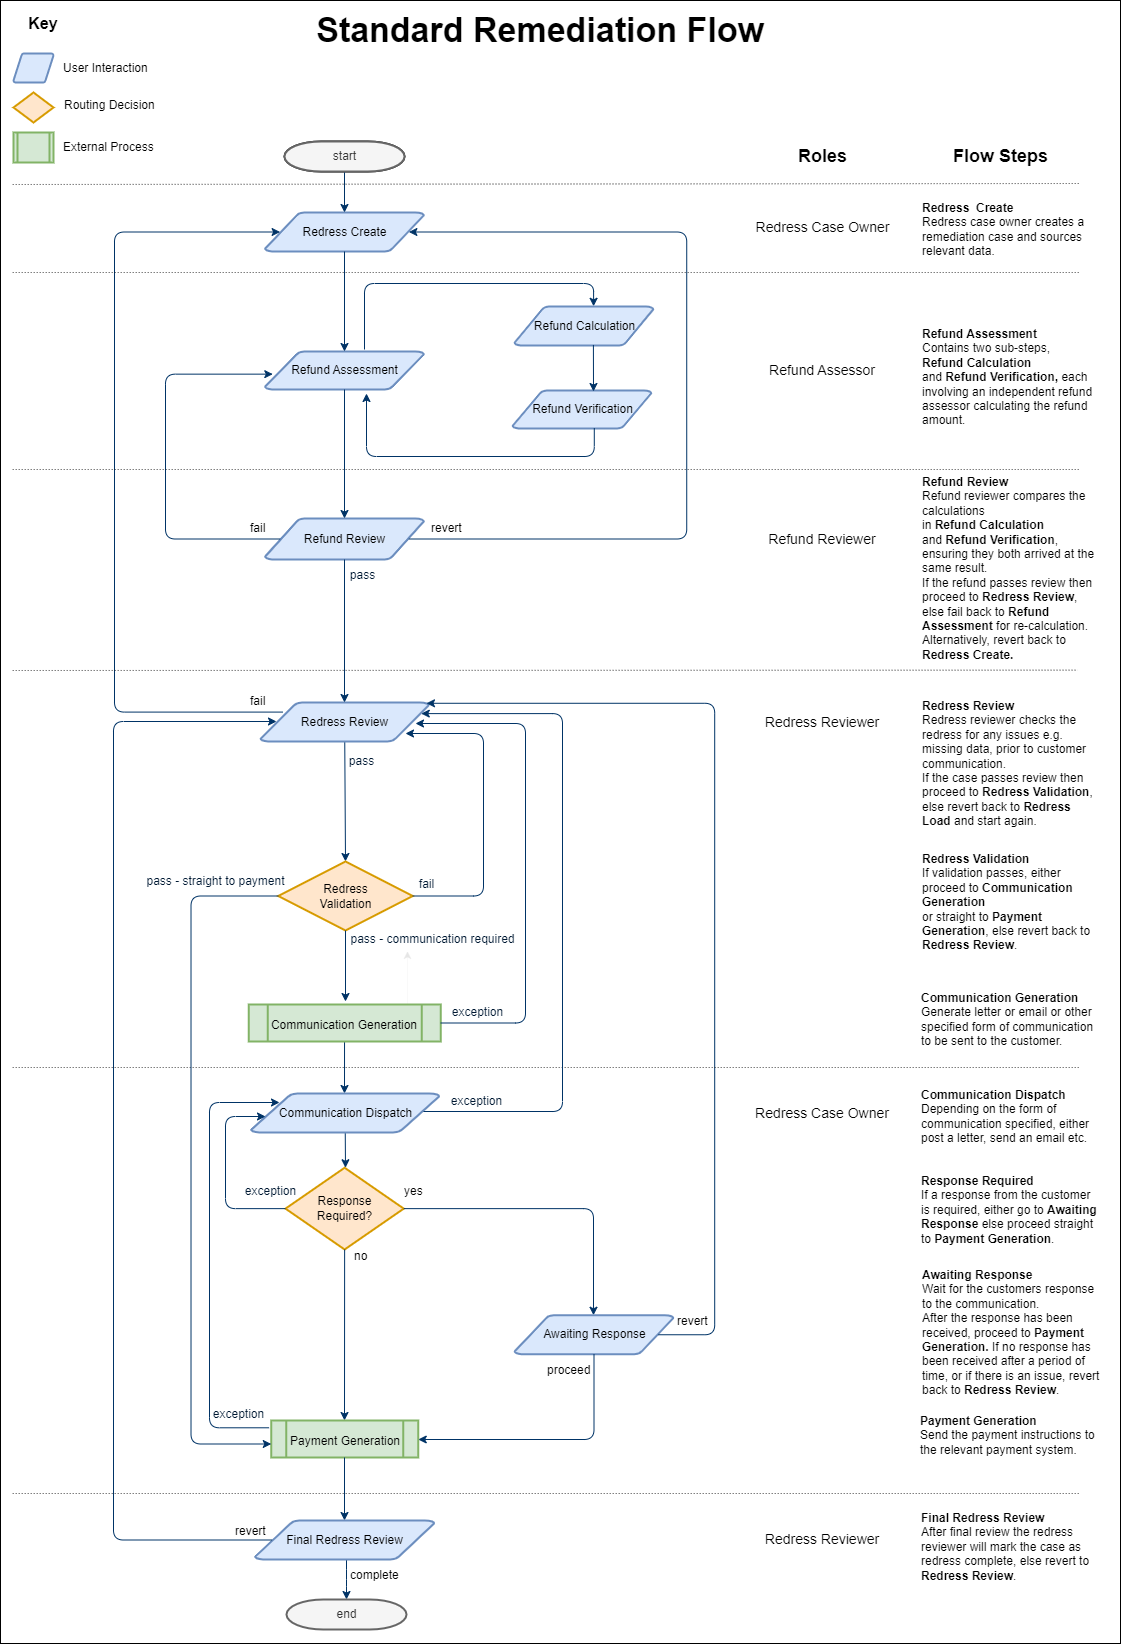 Key
Standard Remediation Flow
User Interaction
Routing Decision
External Process
start
Roles
Flow Steps
Redress Create
Redress Case Owner
Redress  Create
Redress case owner creates a
remediation case and sources
relevant data.
Refund Calculation
Refund Assessment
Refund Verification
Refund Assessor
Refund Assessment
Contains two sub-steps,
Refund Calculation
and Refund Verification, each
involving an independent refund
assessor calculating the refund
amount.
fail
Refund Review
revert
pass
Refund Reviewer
Refund Review
Refund reviewer compares the
calculations
in Refund Calculation
and Refund Verification,
ensuring they both arrived at the
same result.
If the refund passes review then
proceed to Redress Review,
else fail back to Refund
Assessment for re-calculation.
Alternatively, revert back to
Redress Create.
fail
Redress Review
pass
Redress Reviewer
Redress Review
Redress reviewer checks the
redress for any issues e.g.
missing data, prior to customer
communication.
If the case passes review then
proceed to Redress Validation,
else revert back to Redress
Load and start again.
pass - straight to payment
Redress
Validation
fail
pass - communication required
Redress Validation
If validation passes, either
proceed to Communication
Generation
or straight to Payment
Generation, else revert back to
Redress Review.
Communication Generation
exception
Communication Generation
Generate letter or email or other
specified form of communication
to be sent to the customer.
Communication Dispatch
exception
Redress Case Owner
Communication Dispatch
Depending on the form of
communication specified, either
post a letter, send an email etc.
exception
Response
Required?
yes
no
Response Required
If a response from the customer
is required, either go to Awaiting
Response else proceed straight
to Payment Generation.
Awaiting Response
revert
proceed
Awaiting Response
Wait for the customers response
to the communication.
After the response has been
received, proceed to Payment
Generation. If no response has
been received after a period of
time, or if there is an issue, revert
back to Redress Review.
exception
Payment Generation
Payment Generation
Send the payment instructions to
the relevant payment system.
revert
Final Redress Review
complete
Redress Reviewer
Final Redress Review
After final review the redress
reviewer will mark the case as
redress complete, else revert to
Redress Review.
end